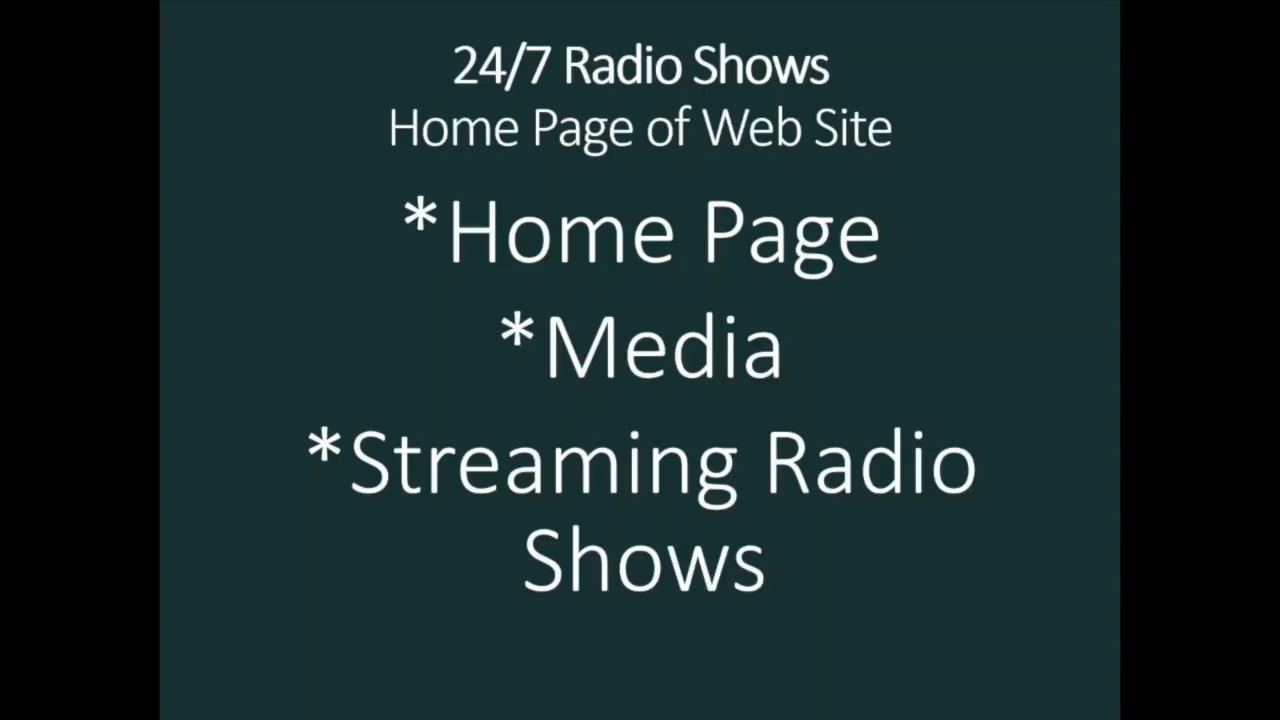 24/7 Radio Shows
Home Page of Web Site
*Home Page
*Media
*Streaming Radio
Shows